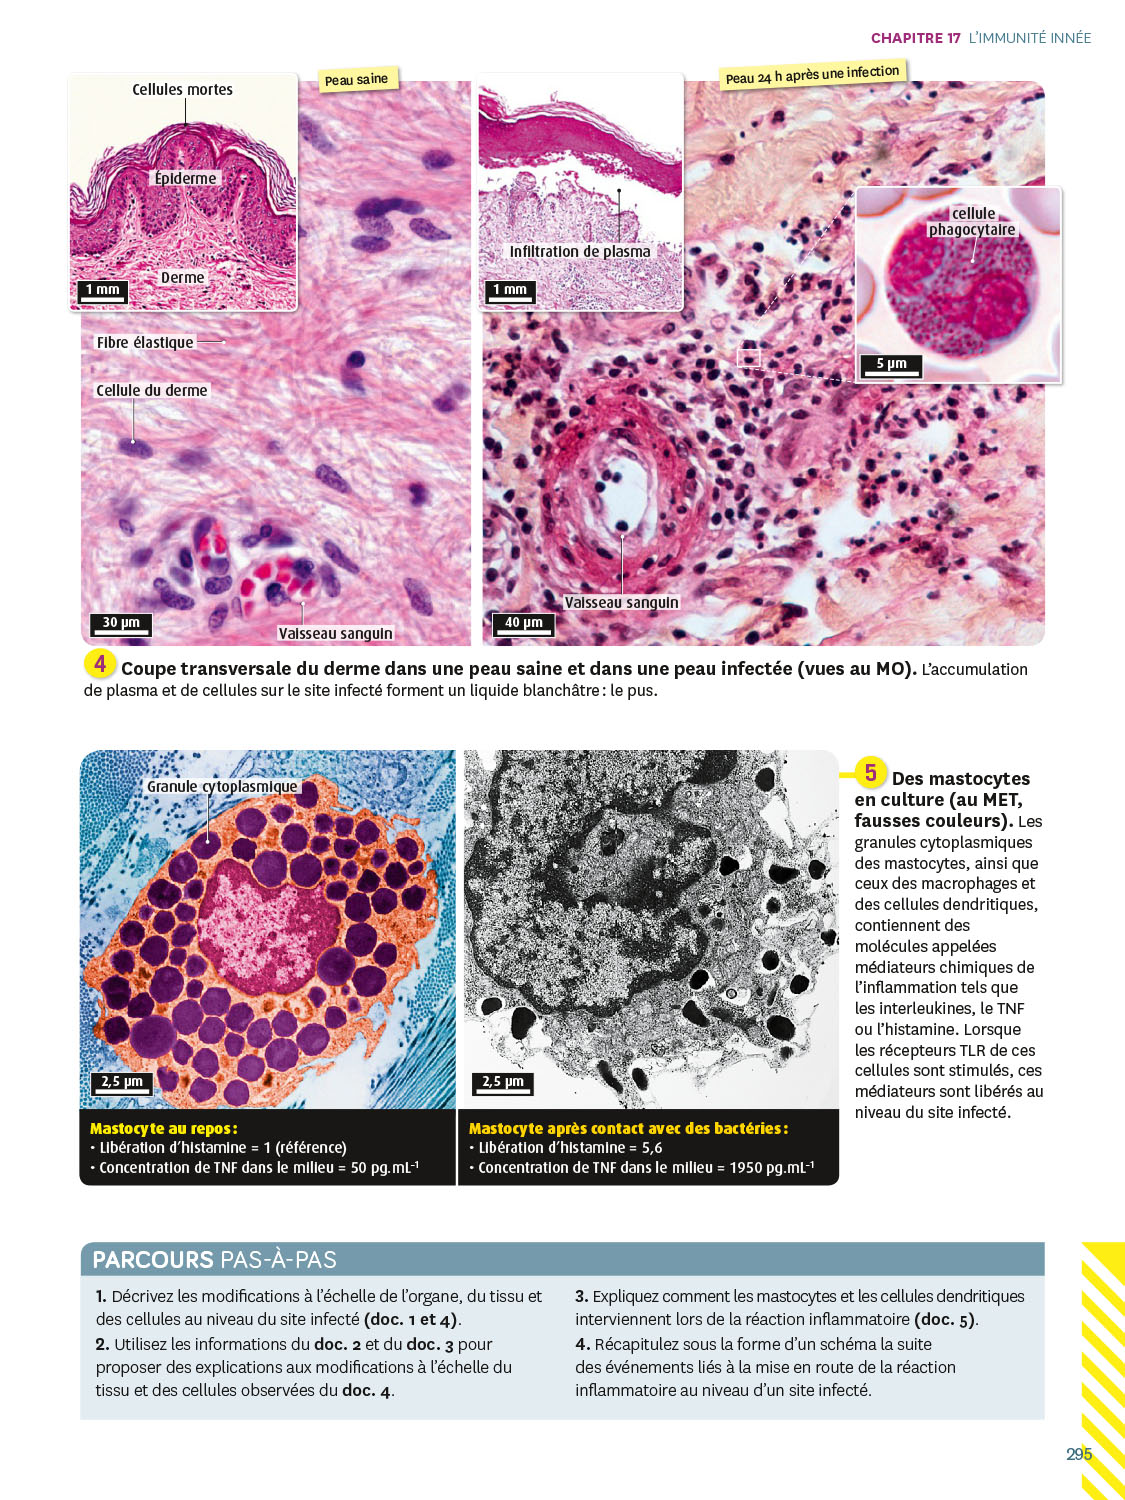 CHAPITRE 17 L'IMMUNITÉ INNÉE
Peau saine
Cellules mortes
Épiderme
Derme
1 mm
Fibre élastique
Cellule du derme
Vaisseau sanguin
30 µm
Peau 24 h après une infection
Infiltration de plasma
1 mm
cellule
phagocytaire
5 µm
Vaisseau sanguin
40 µm
4 Coupe transversale du derme dans une peau saine et dans une peau infectée (vues au MO). L'accumulation
de plasma et de cellules sur le site infecté forment un liquide blanchâtre : le pus.
Granule cytoplasmique
2,5 µm
Mastocyte au repos :
• Libération d'histamine = 1 (référence)
• Concentration de TNF dans le milieu = 50 pg.mL⁻¹
2,5 µm
Mastocyte après contact avec des bactéries :
• Libération d'histamine = 5,6
• Concentration de TNF dans le milieu = 1950 pg.mL⁻¹
5 Des mastocytes
en culture (au MET,
fausses couleurs). Les
granules cytoplasmiques
des mastocytes, ainsi que
ceux des macrophages et
des cellules dendritiques,
contiennent des
molécules appelées
médiateurs chimiques de
l'inflammation tels que
les interleukines, le TNF
ou l'histamine. Lorsque
les récepteurs TLR de ces
cellules sont stimulés, ces
médiateurs sont libérés au
niveau du site infecté.
PARCOURS PAS-À-PAS
1. Décrivez les modifications à l'échelle de l'organe, du tissu et
des cellules au niveau du site infecté (doc. 1 et 4).
2. Utilisez les informations du doc. 2 et du doc. 3 pour
proposer des explications aux modifications à l'échelle du
tissu et des cellules observées du doc. 4.
3. Expliquez comment les mastocytes et les cellules dendritiques
interviennent lors de la réaction inflammatoire (doc. 5).
4. Récapitulez sous la forme d'un schéma la suite
des événements liés à la mise en route de la réaction
inflammatoire au niveau d'un site infecté.
295